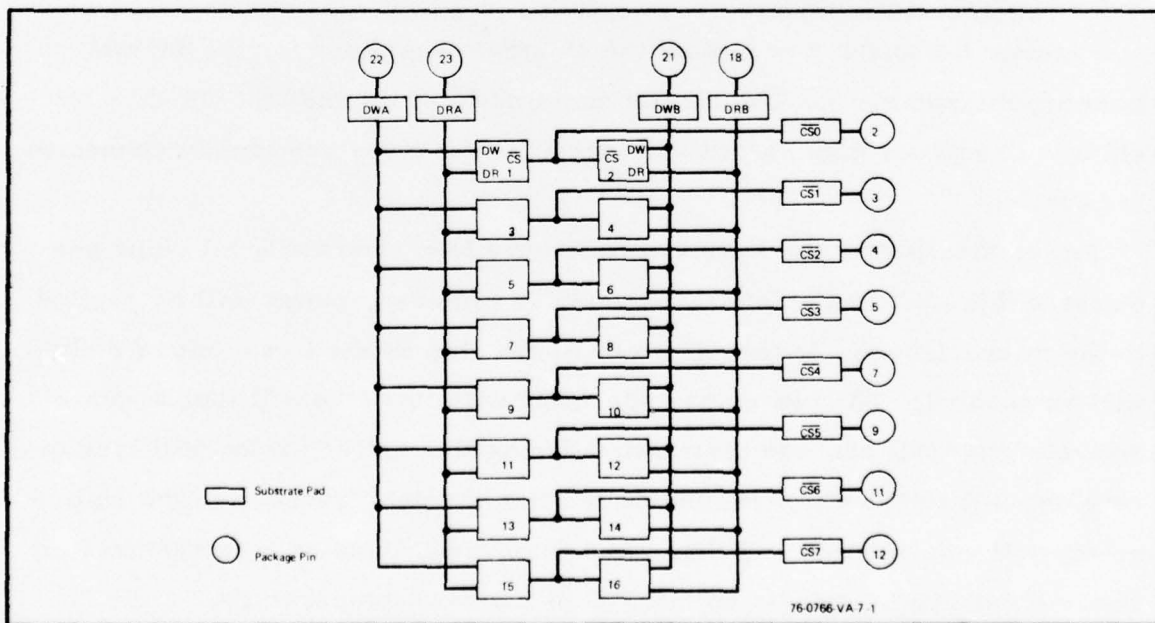 22 23 21 18
DWA DRA DWB DRB
CS0 2
DW CS DR 1
CS DW 2 DR
CS1 3
3 4
CS2 4
5 6
CS3 5
7 8
CS4 7
9 10
CS5 9
11 12
CS6 11
13 14
CS7 12
15 16
Substrate Pad
Package Pin
76-0766-VA-7-1